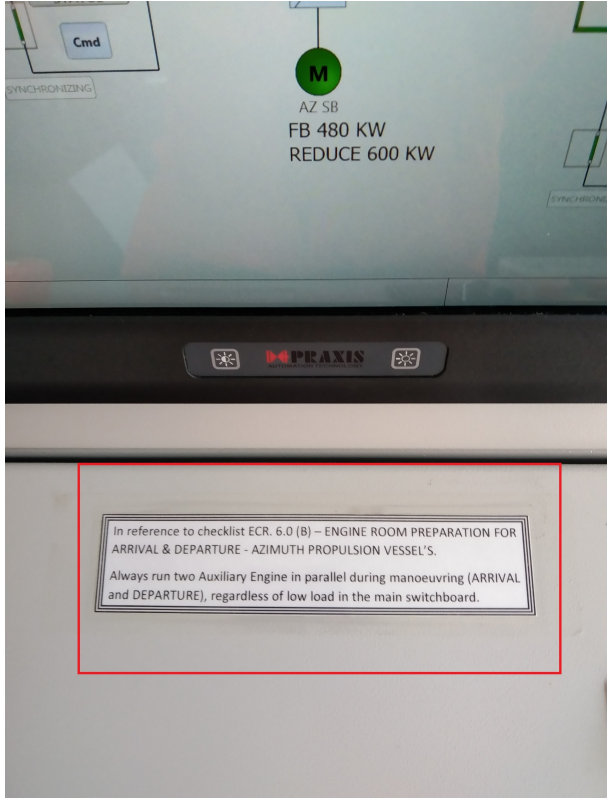 Cmd
SYNCHRONIZING
M
AZ SB
FB 480 KW
REDUCE 600 KW
PRAXIS
AUTOMATION TECHNOLOGY
In reference to checklist ECR. 6.0 (B) – ENGINE ROOM PREPARATION FOR
ARRIVAL & DEPARTURE - AZIMUTH PROPULSION VESSEL'S.
Always run two Auxiliary Engine in parallel during manoeuvring (ARRIVAL
and DEPARTURE), regardless of low load in the main switchboard.